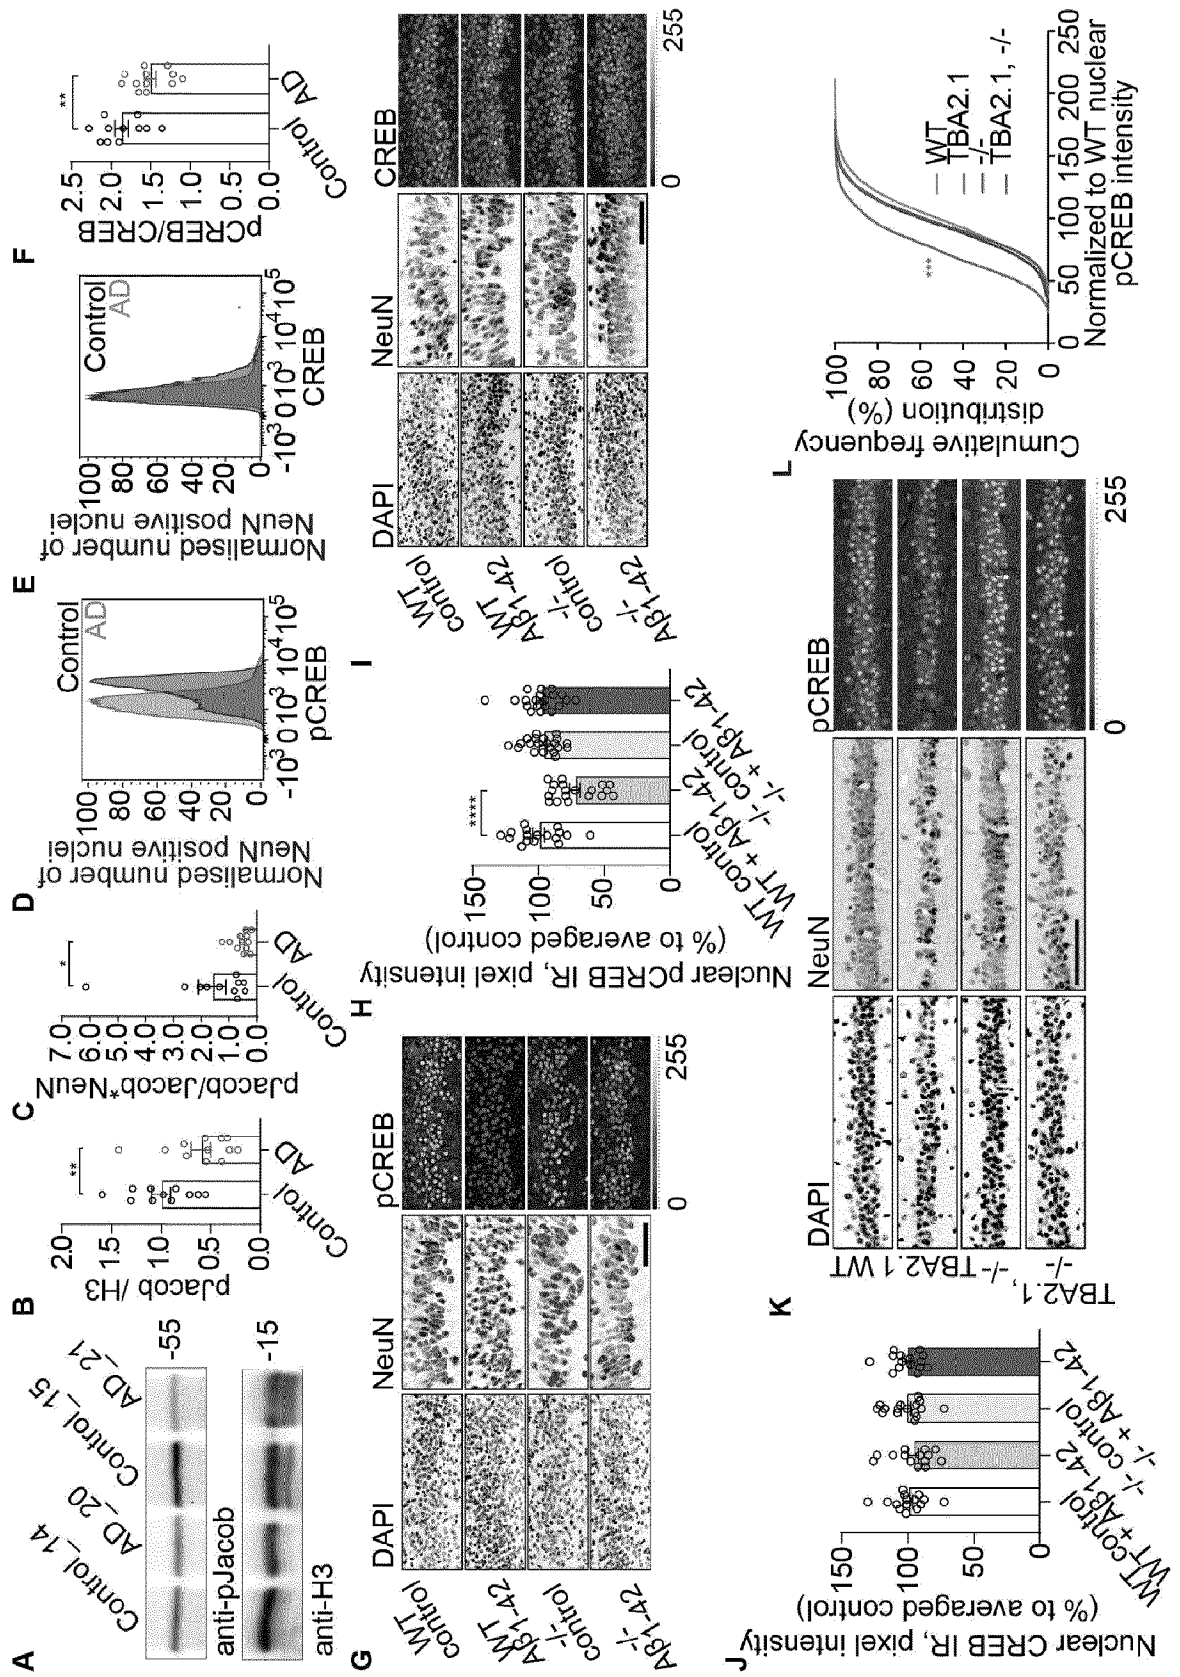 A
Control_14
AD_20
Control_15
AD_21
-55
anti-pJacob
-15
anti-H3
B
pJacob /H3
2.0
1.5
1.0
0.5
0.0
**
Control
AD
C
pJacob/Jacob*NeuN
7.0
6.0
5.0
4.0
3.0
2.0
1.0
0.0
*
Control
AD
D
Normalised number of
NeuN positive nuclei
100
80
60
40
20
0
Control
AD
-10³ 0 10³ 10⁴ 10⁵
pCREB
E
Normalised number of
NeuN positive nuclei
100
80
60
40
20
0
Control
AD
-10³ 0 10³ 10⁴ 10⁵
CREB
F
pCREB/CREB
2.5
2.0
1.5
1.0
0.5
0.0
**
Control
AD
G
DAPI
NeuN
pCREB
WT
control
WT
Aβ1-42
-/-
control
-/-
Aβ1-42
0
255
H
Nuclear pCREB IR, pixel intensity
(% to averaged control)
150
100
50
0
****
WT control
WT + Aβ1-42
-/- control
-/- + Aβ1-42
I
DAPI
NeuN
CREB
WT
control
WT
Aβ1-42
-/-
control
-/-
Aβ1-42
0
255
J
Nuclear CREB IR, pixel intensity
(% to averaged control)
150
100
50
0
WT control
WT + Aβ1-42
-/- control
-/- + Aβ1-42
K
DAPI
NeuN
pCREB
WT
TBA2.1
-/-
TBA2.1,
-/-
0
255
L
Cumulative frequency
distribution (%)
100
80
60
40
20
0
***
WT
TBA2.1
-/-
TBA2.1, -/-
0 50 100 150 200 250
Normalized to WT nuclear
pCREB intensity